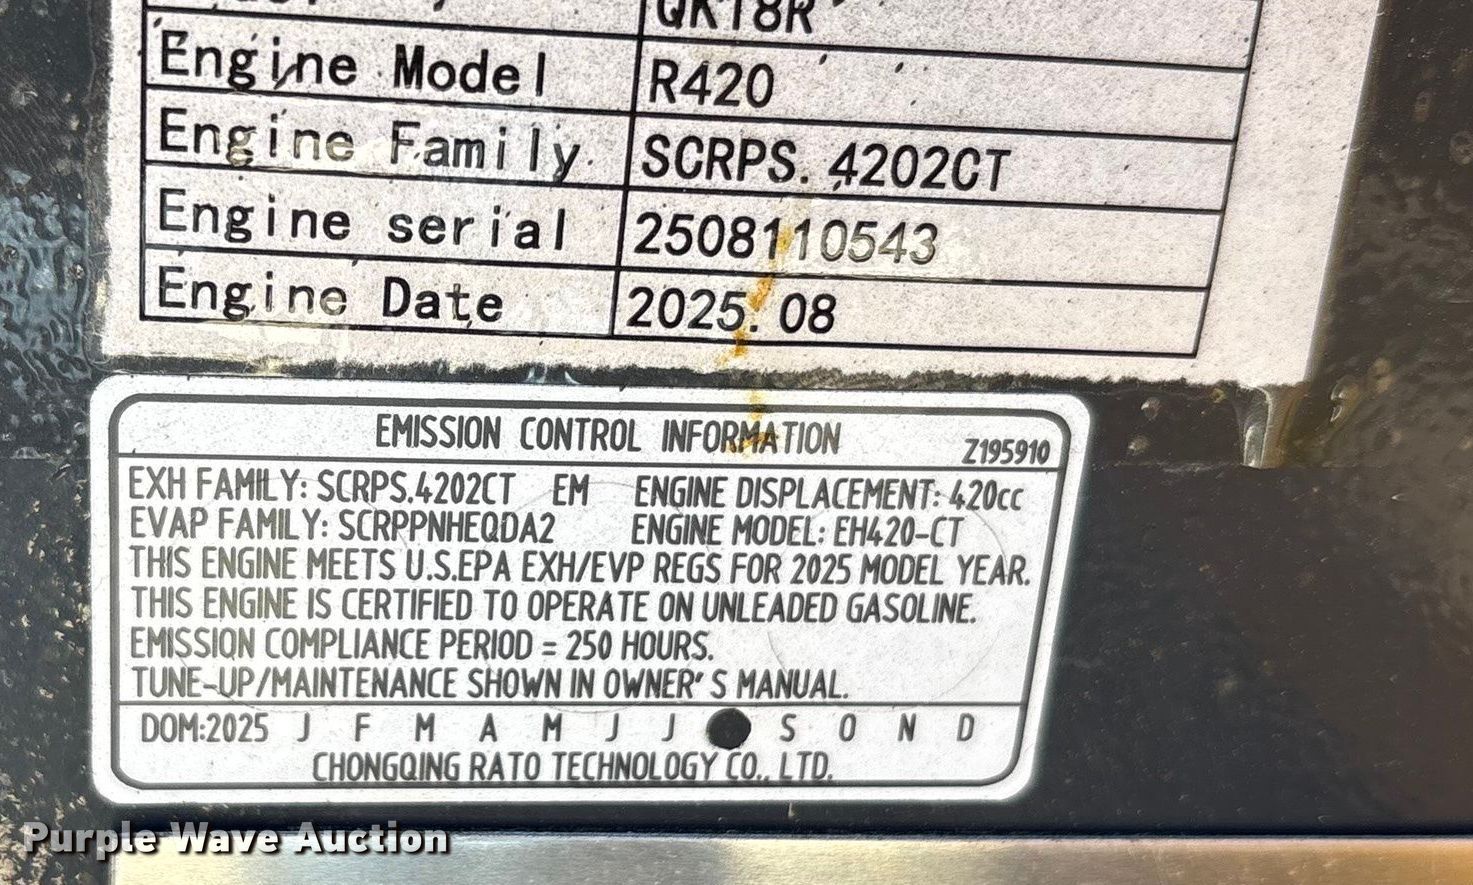 QK18R
Engine Model R420
Engine Family SCRPS. 4202CT
Engine serial 2508110543
Engine Date 2025. 08
EMISSION CONTROL INFORMATION Z195910
EXH FAMILY: SCRPS.4202CT EM ENGINE DISPLACEMENT: 420cc
EVAP FAMILY: SCRPPNHEQDA2 ENGINE MODEL: EH420-CT
THIS ENGINE MEETS U.S.EPA EXH/EVP REGS FOR 2025 MODEL YEAR.
THIS ENGINE IS CERTIFIED TO OPERATE ON UNLEADED GASOLINE.
EMISSION COMPLIANCE PERIOD = 250 HOURS.
TUNE-UP/MAINTENANCE SHOWN IN OWNER' S MANUAL.
DOM:2025 J F M A M J J S O N D
CHONGQING RATO TECHNOLOGY CO., LTD.
Purple Wave Auction